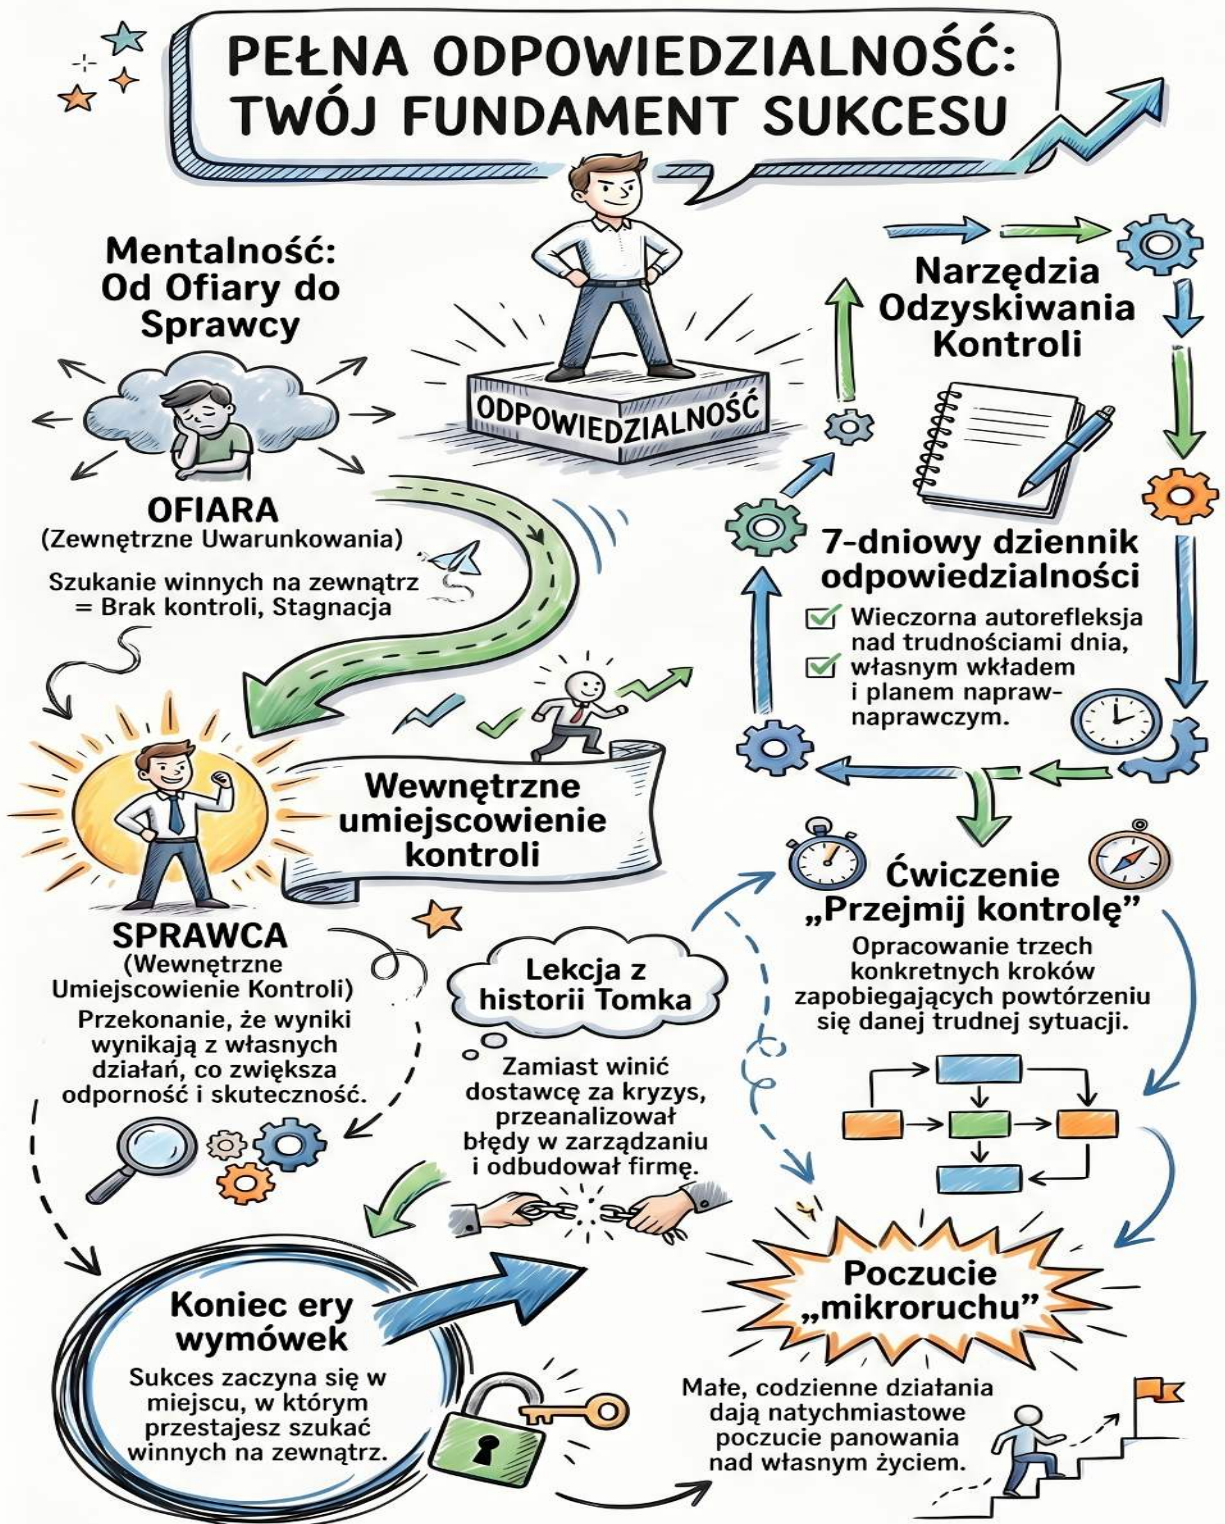 PEŁNA ODPOWIEDZIALNOŚĆ:
TWÓJ FUNDAMENT SUKCESU
ODPOWIEDZIALNOŚĆ
Mentalność:
Od Ofiary do
Sprawcy
OFIARA
(Zewnętrzne Uwarunkowania)
Szukanie winnych na zewnątrz
= Brak kontroli, Stagnacja
Wewnętrzne
umiejscowienie
kontroli
SPRAWCA
(Wewnętrzne
Umiejscowienie Kontroli)
Przekonanie, że wyniki
wynikają z własnych
działań, co zwiększa
odporność i skuteczność.
Lekcja z
historii Tomka
Zamiast winić
dostawcę za kryzys,
przeanalizował
błędy w zarządzaniu
i odbudował firmę.
Koniec ery
wymówek
Sukces zaczyna się w
miejscu, w którym
przestajesz szukać
winnych na zewnątrz.
Narzędzia
Odzyskiwania
Kontroli
7-dniowy dziennik
odpowiedzialności
Wieczorna autorefleksja
nad trudnościami dnia,
własnym wkładem
i planem napraw-
naprawczym.
Ćwiczenie
„Przejmij kontrolę”
Opracowanie trzech
konkretnych kroków
zapobiegających powtórzeniu
się danej trudnej sytuacji.
Poczucie
„mikroruchu”
Małe, codzienne działania
dają natychmiastowe
poczucie panowania
nad własnym życiem.